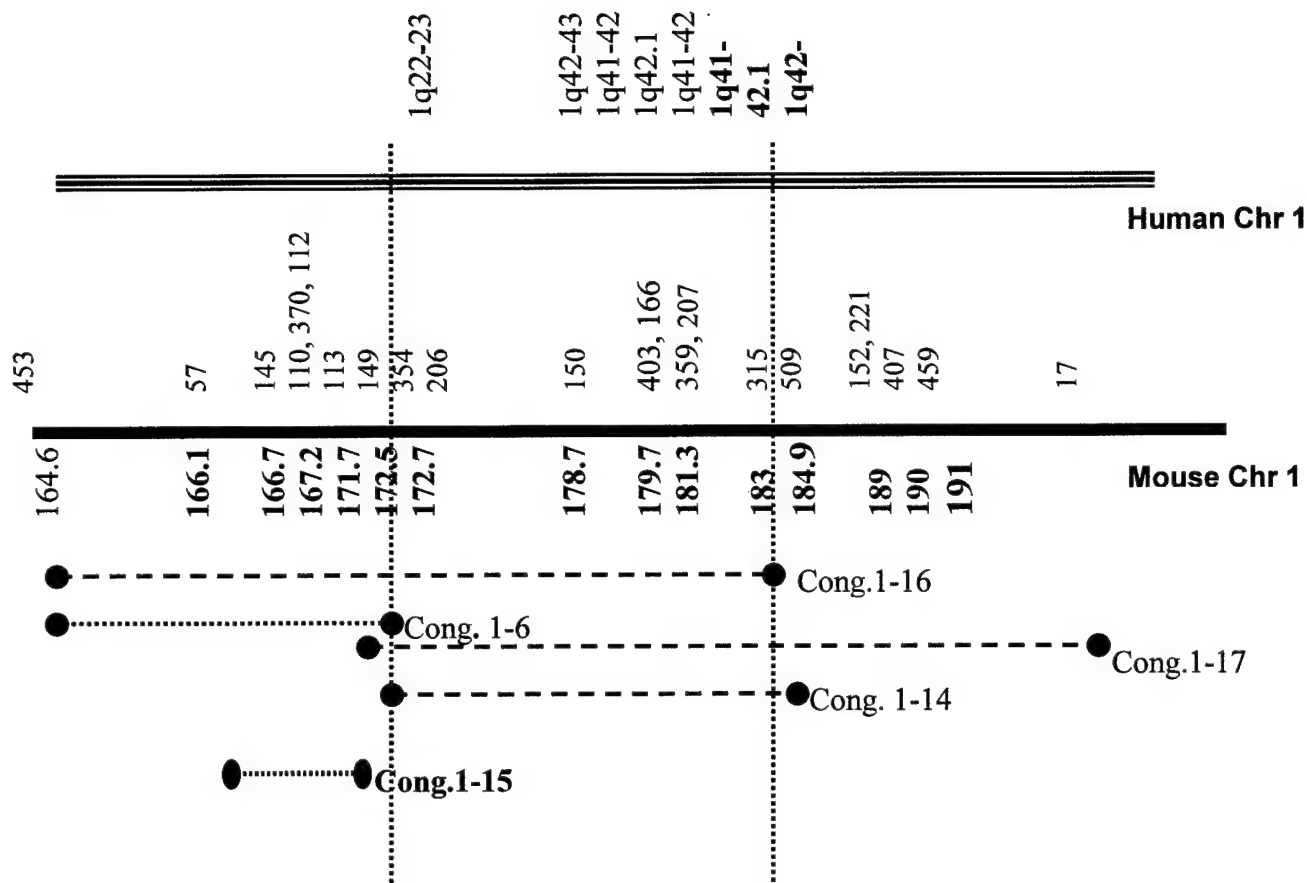 1q22-23
1q42-43
1q41-42
1q42.1
1q41-42
1q41-
42.1
1q42-
Human Chr 1
453
57
145
110, 370, 112
113
149
354
206
150
403, 166
359, 207
315
509
152, 221
407
459
17
164.6
166.1
166.7
167.2
171.7
172.5
172.7
178.7
179.7
181.3
183.
184.9
189
190
191
Mouse Chr 1
Cong.1-16
Cong. 1-6
Cong.1-17
Cong. 1-14
Cong.1-15